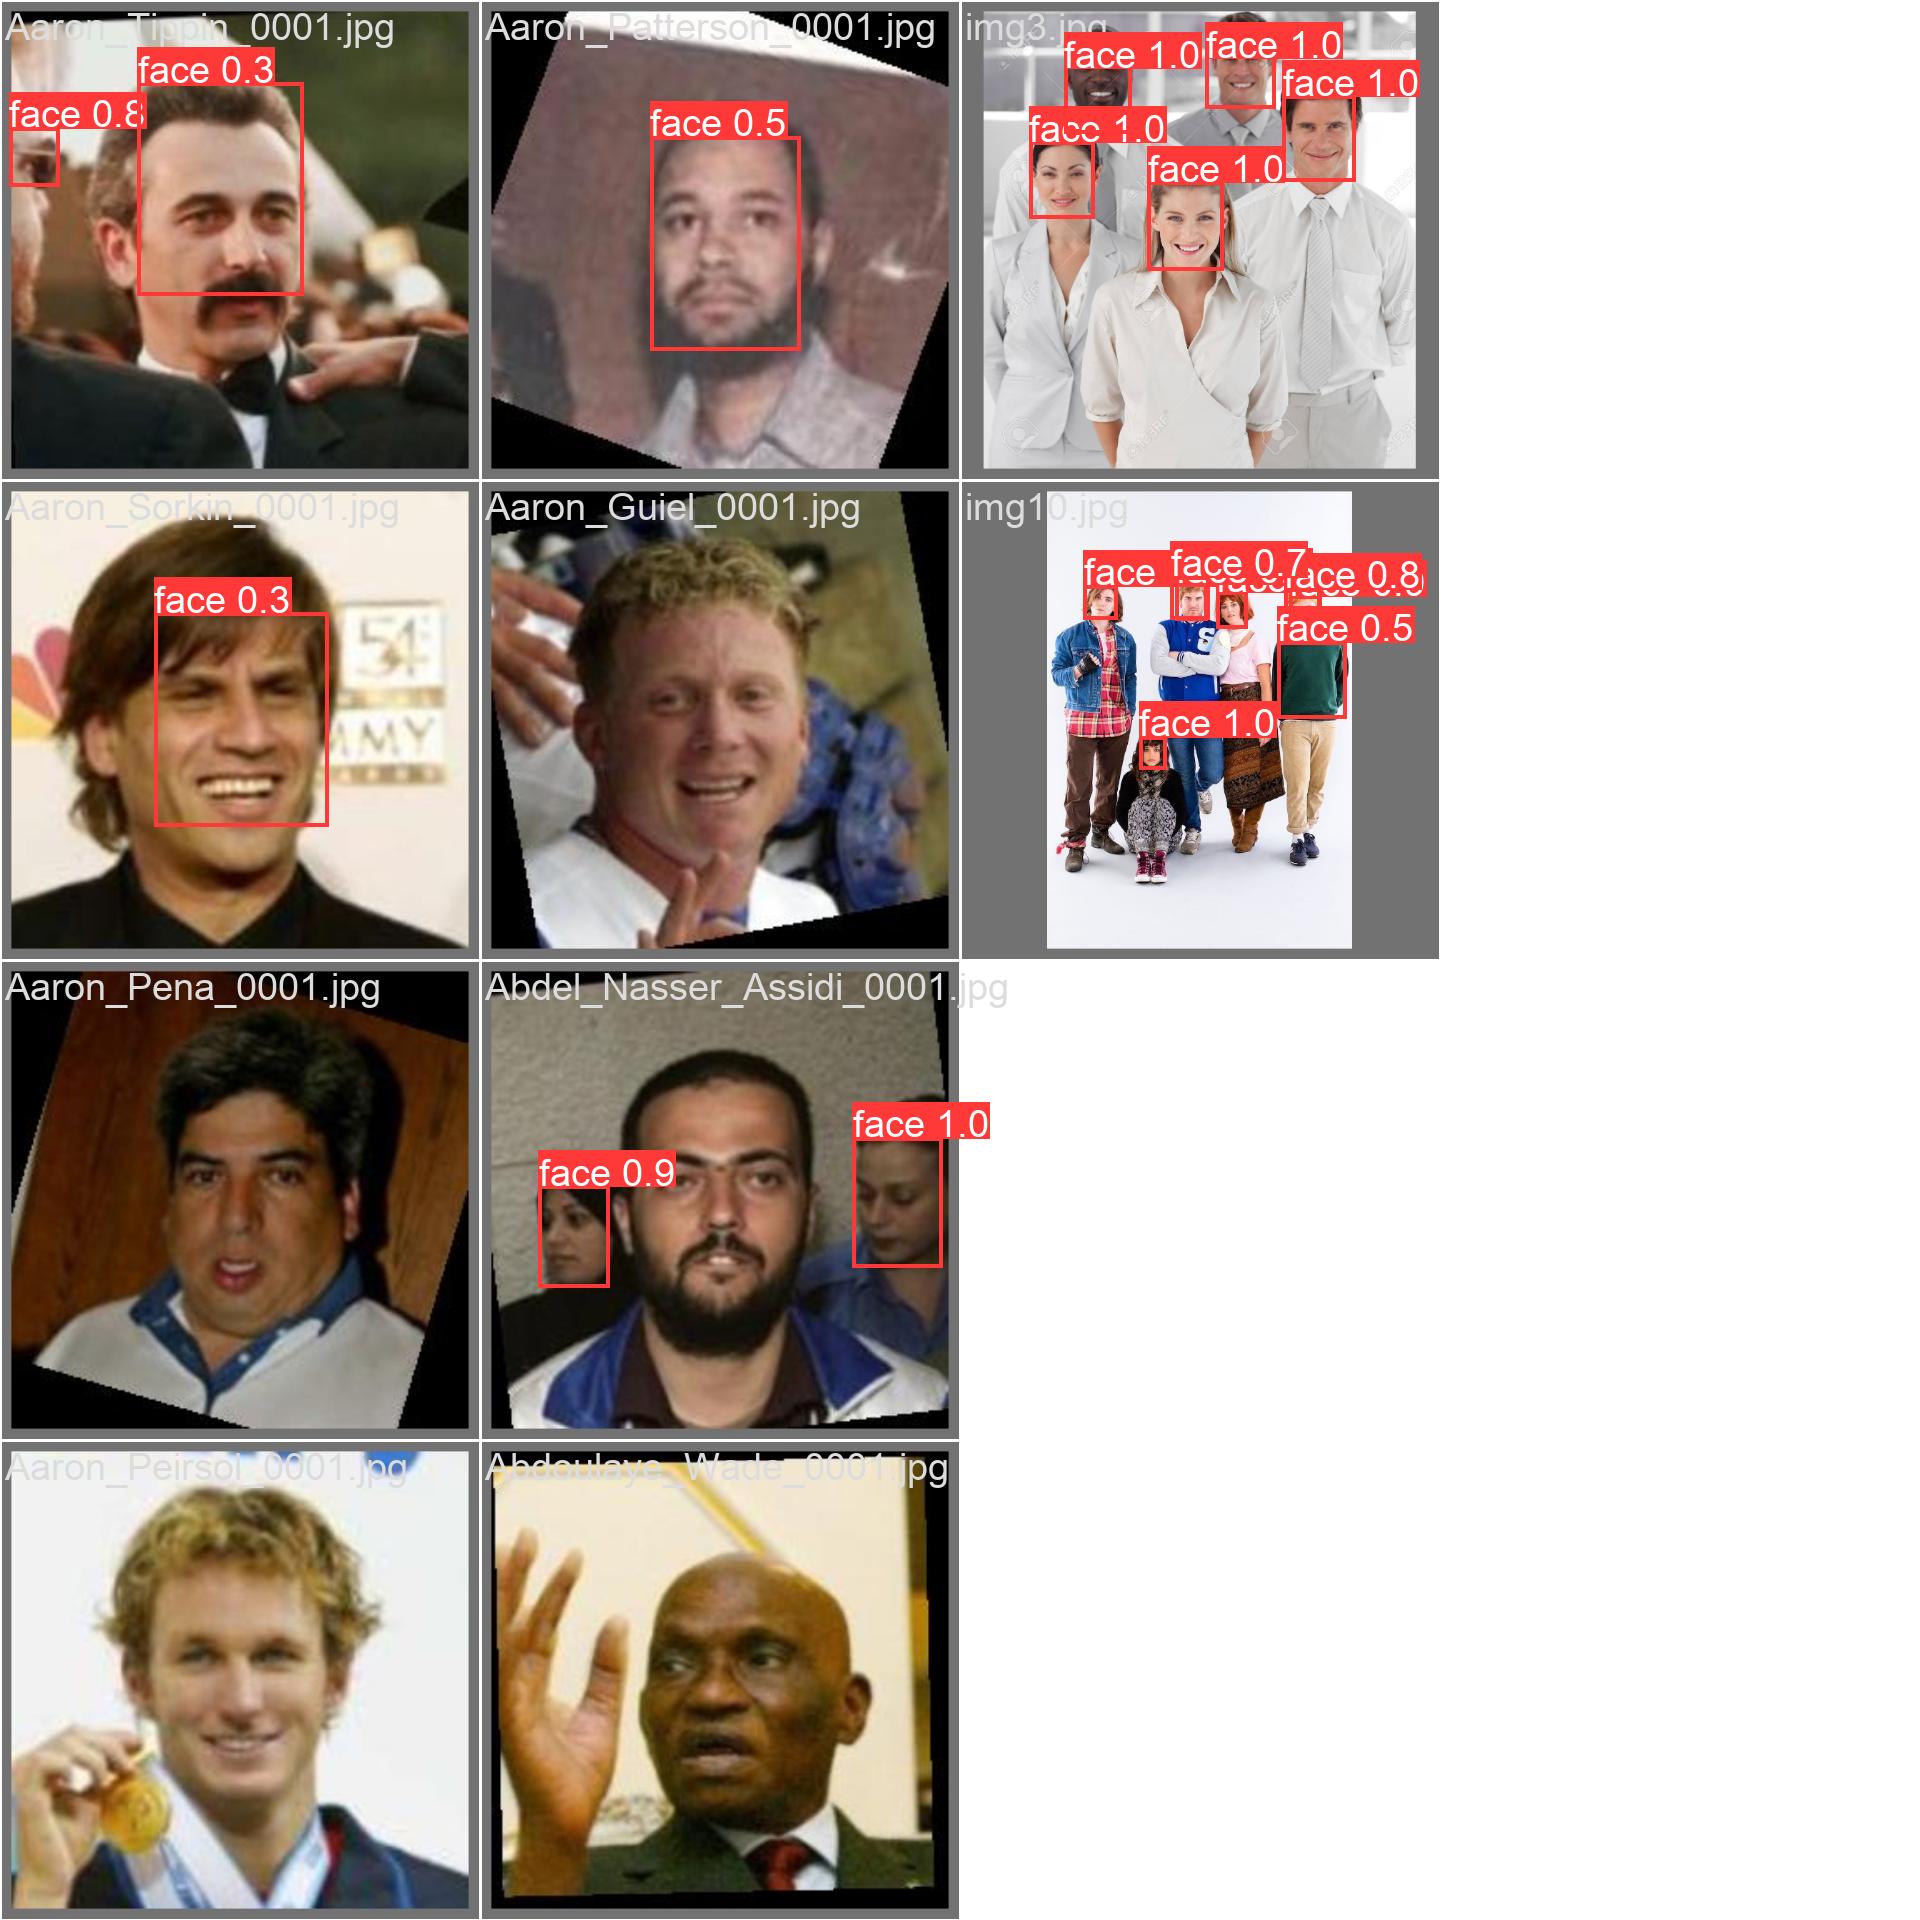 Aaron_Tippin_0001.jpg
face 0.3
face 0.8
Aaron_Patterson_0001.jpg
face 0.5
img3.jpg
face 1.0
face 1.0
face 1.0
face 1.0
face 1.0
Aaron_Sorkin_0001.jpg
face 0.3
54
MMY
Aaron_Guiel_0001.jpg
img10.jpg
face
face 0.7
face 0.8
face 0.5
S
face 1.0
Aaron_Pena_0001.jpg
Abdel_Nasser_Assidi_0001.jpg
face 1.0
face 0.9
Aaron_Peirsol_0001.jpg
Abdoulaye_Wade_0001.jpg